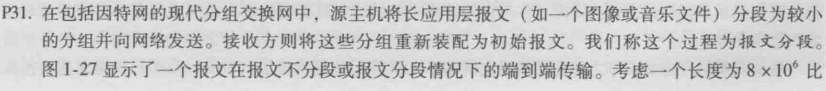 P31. 在包括因特网的现代分组交换网中，源主机将长应用层报文（如一个图像或音乐文件）分段为较小
的分组并向网络发送。接收方则将这些分组重新装配为初始报文。我们称这个过程为报文分段。
图 1-27 显示了一个报文在报文不分段或报文分段情况下的端到端传输。考虑一个长度为 8 × 10⁶ 比